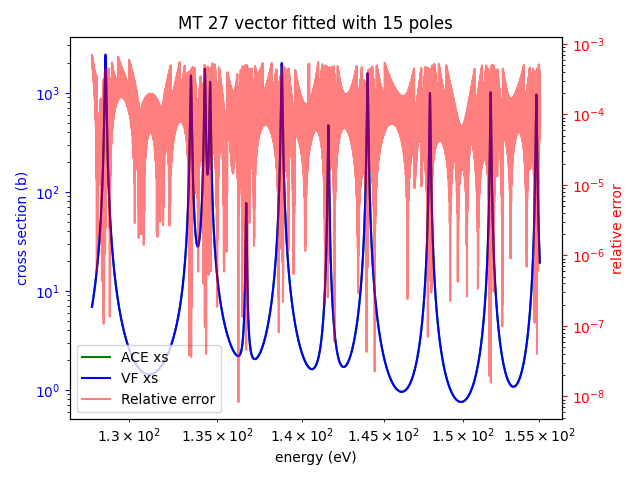 MT 27 vector fitted with 15 poles
cross section (b)
10³
10²
10¹
10⁰
10⁻³
10⁻⁴
10⁻⁵
10⁻⁶
10⁻⁷
10⁻⁸
relative error
ACE xs
VF xs
Relative error
1.3 × 10² 1.35 × 10² 1.4 × 10² 1.45 × 10² 1.5 × 10² 1.55 × 10²
energy (eV)